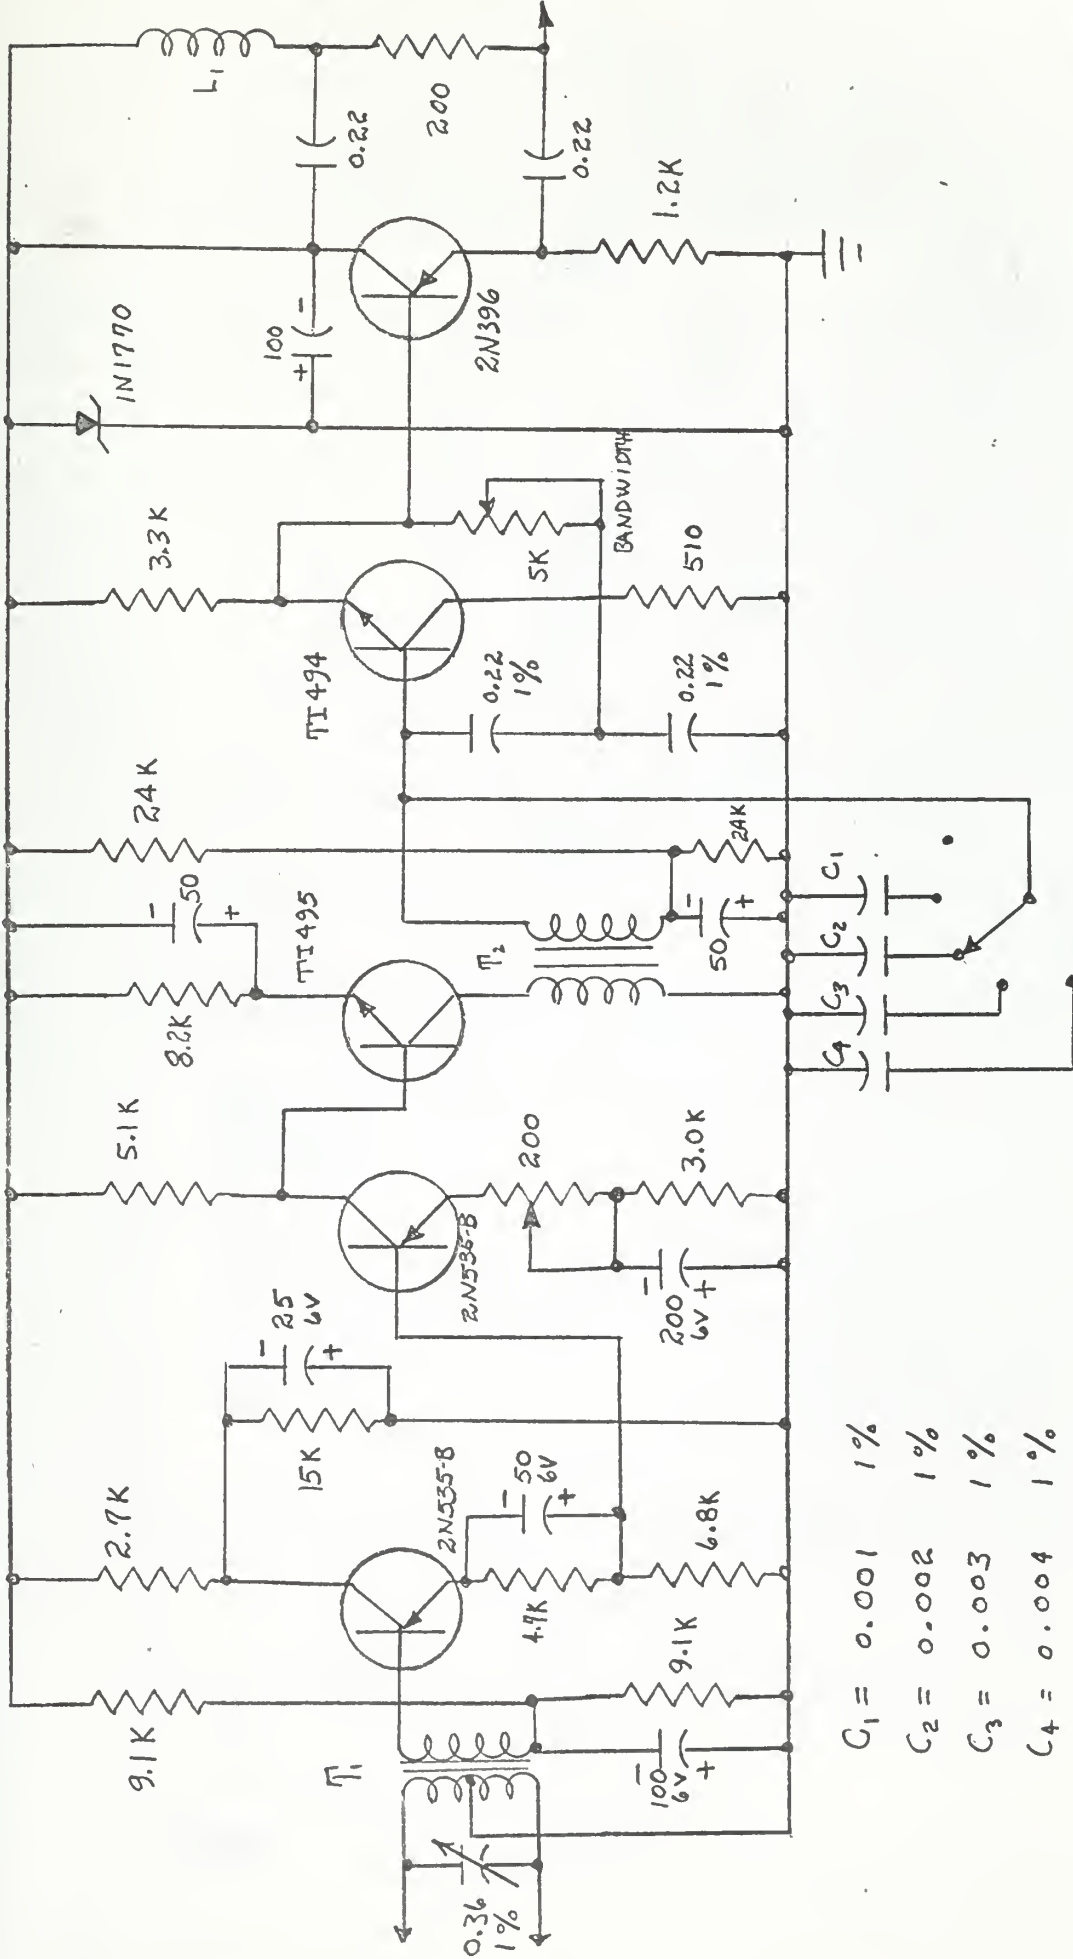 9.1K
2.7K
5.1K
8.2K
50
24K
3.3K
1N1770
L1
15K
25
6V
TI495
TI494
100
0.22
200
T1
2N535-B
4.7K
50
6V
2N535-B
200
T2
0.22
1%
5K
BANDWIDTH
2N396
0.22
0.36
1%
100
6V
9.1K
6.8K
200
6V
3.0K
50
24K
0.22
1%
510
1.2K
C4
C3
C2
C1
C1 = 0.001 1%
C2 = 0.002 1%
C3 = 0.003 1%
C4 = 0.004 1%